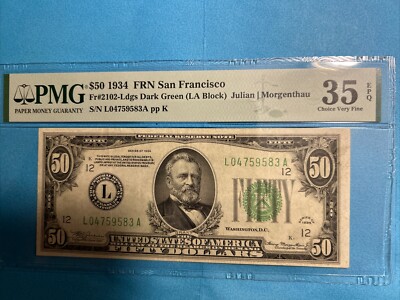 PMG
PAPER MONEY GUARANTY
$50 1934 FRN San Francisco
Fr#2102-Ldgs Dark Green (LA Block) Julian | Morgenthau
S/N L04759583A pp K
35 EPQ
Choice Very Fine
FEDERAL RESERVE NOTE
50
50
L 04759583 A
12
12
L
FIFTY
12
L 04759583 A
12
K
WASHINGTON, D.C.
50
THE UNITED STATES OF AMERICA
50
FIFTY DOLLARS